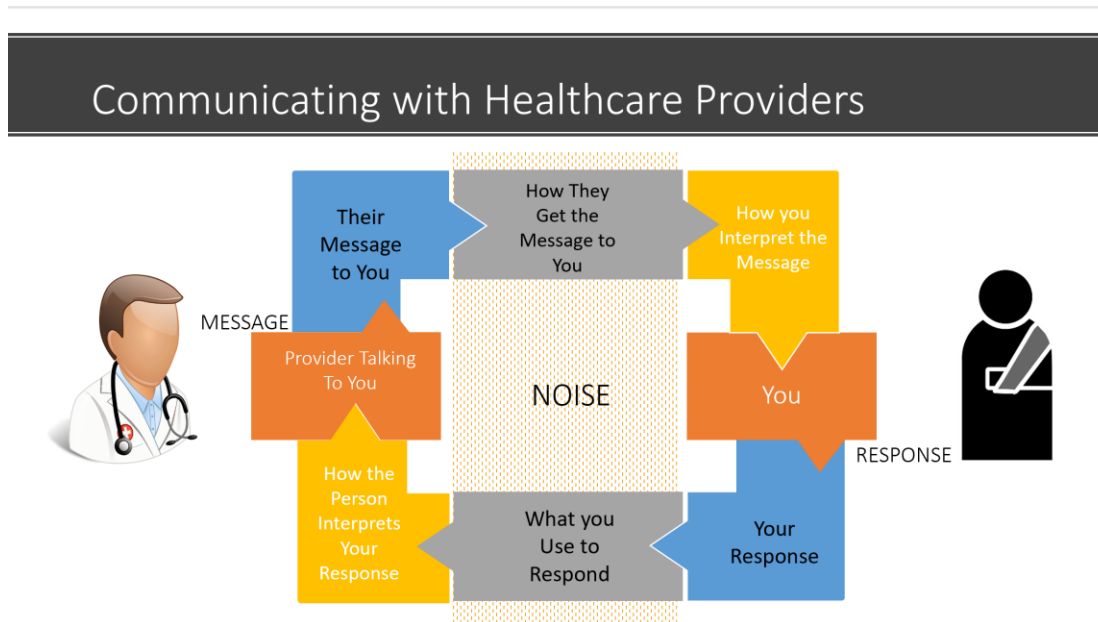 Communicating with Healthcare Providers
Their
Message
to You
How They
Get the
Message to
You
How you
Interpret the
Message
MESSAGE
Provider Talking
To You
NOISE
You
RESPONSE
How the
Person
Interprets
Your
Response
What you
Use to
Respond
Your
Response